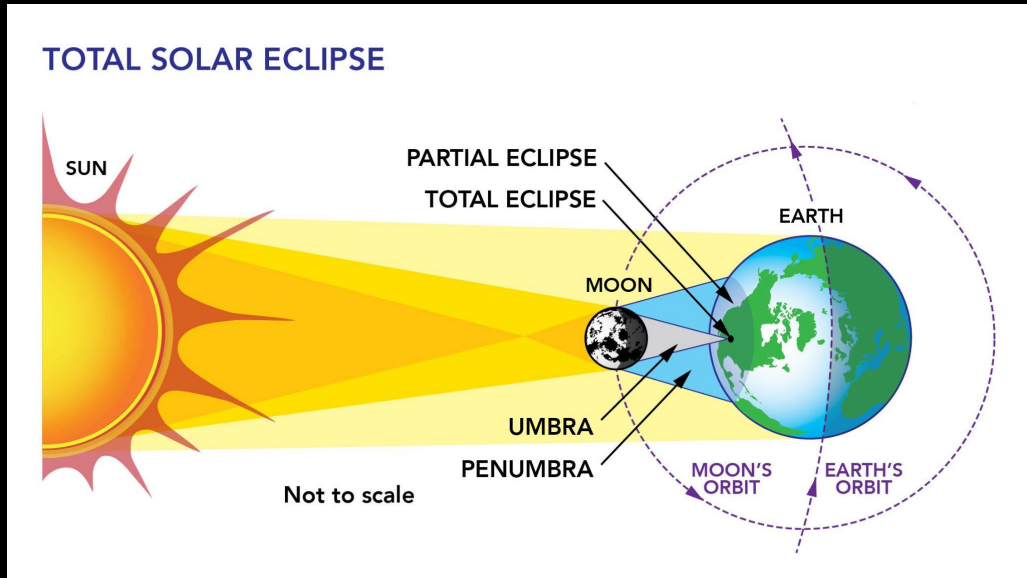 TOTAL SOLAR ECLIPSE
SUN
PARTIAL ECLIPSE
TOTAL ECLIPSE
EARTH
MOON
UMBRA
PENUMBRA
MOON'S
ORBIT
EARTH'S
ORBIT
Not to scale